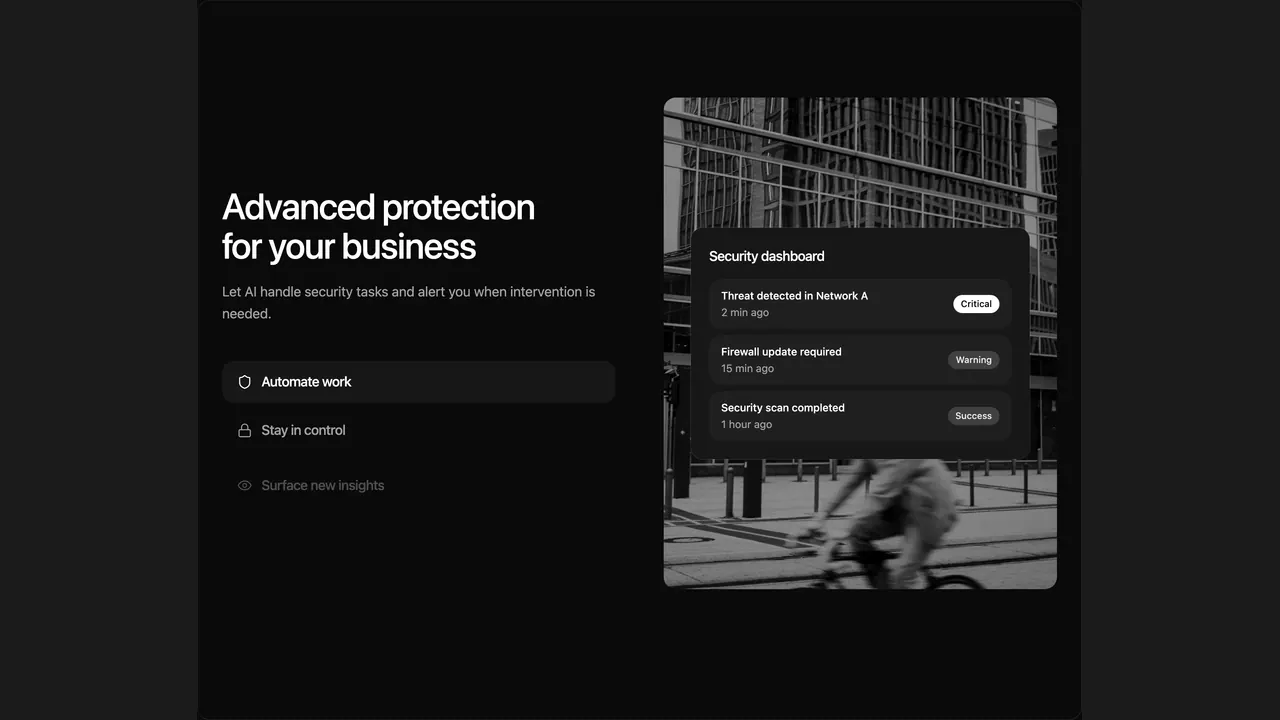 Advanced protection
for your business
Let AI handle security tasks and alert you when intervention is
needed.
Automate work
Stay in control
Surface new insights
Security dashboard
Threat detected in Network A
2 min ago
Critical
Firewall update required
15 min ago
Warning
Security scan completed
1 hour ago
Success